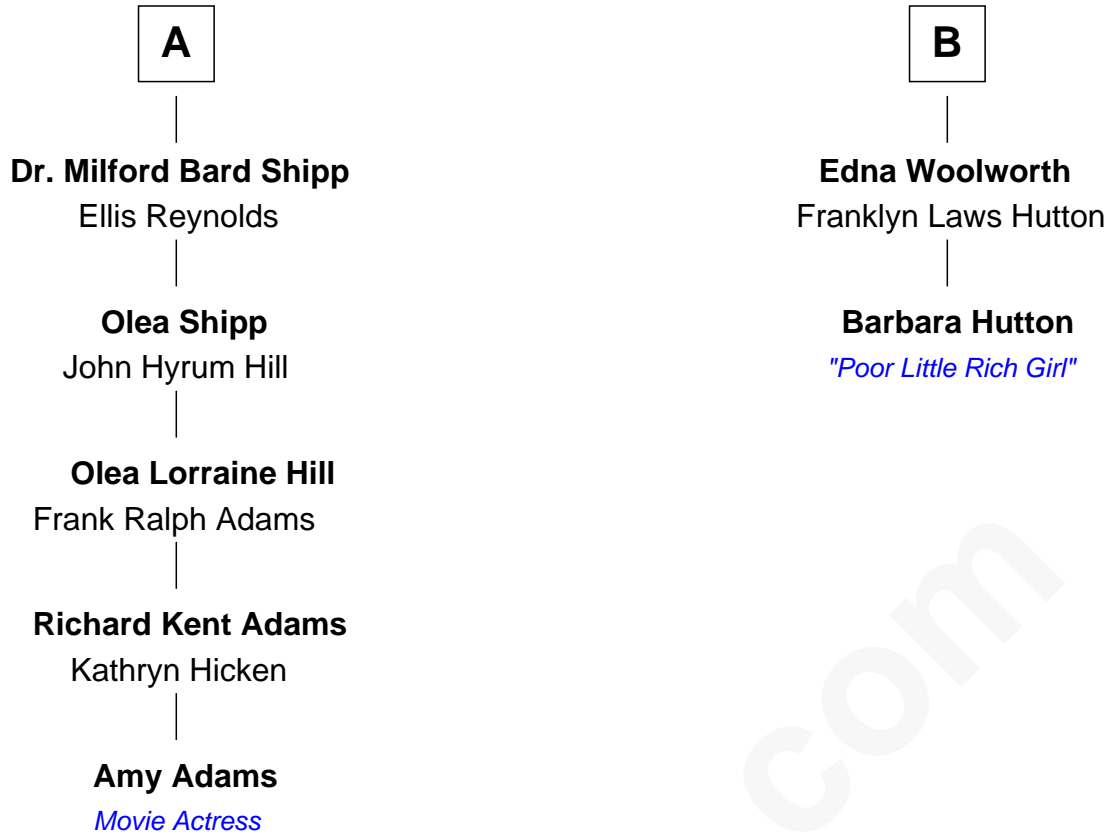 A
Dr. Milford Bard Shipp
Ellis Reynolds
Olea Shipp
John Hyrum Hill
Olea Lorraine Hill
Frank Ralph Adams
Richard Kent Adams
Kathryn Hicken
Amy Adams
Movie Actress
B
Edna Woolworth
Franklyn Laws Hutton
Barbara Hutton
"Poor Little Rich Girl"
com